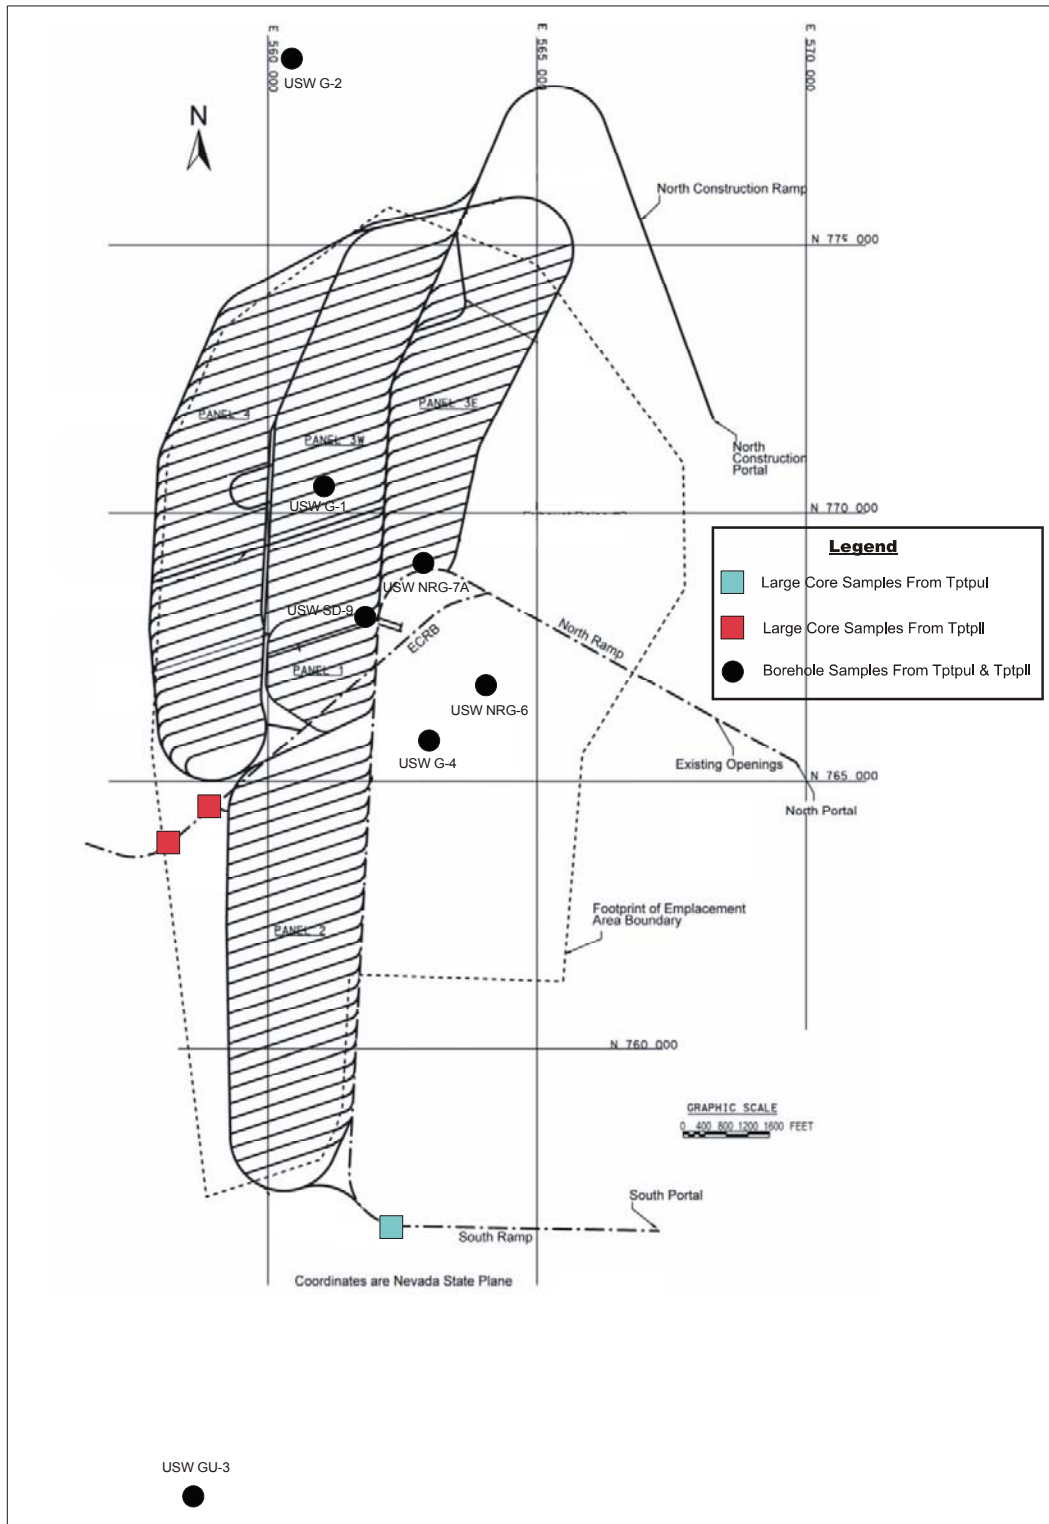 E 560 000
E 565 000
E 570 000
USW G-2
N
North Construction Ramp
N 775 000
PANEL 4
PANEL 3E
PANEL 3W
North
Construction
Portal
USW G-1
N 770 000
Legend
USW NRG-7A
Large Core Samples From Tptpul
USW SD-9
ECRB
North Ramp
Large Core Samples From Tptpll
PANEL 1
Borehole Samples From Tptpul & Tptpll
USW NRG-6
USW G-4
Existing Openings
N 765 000
North Portal
Footprint of Emplacement
Area Boundary
PANEL 2
N 760 000
GRAPHIC SCALE
0 400 800 1200 1600 FEET
South Portal
South Ramp
Coordinates are Nevada State Plane
USW GU-3